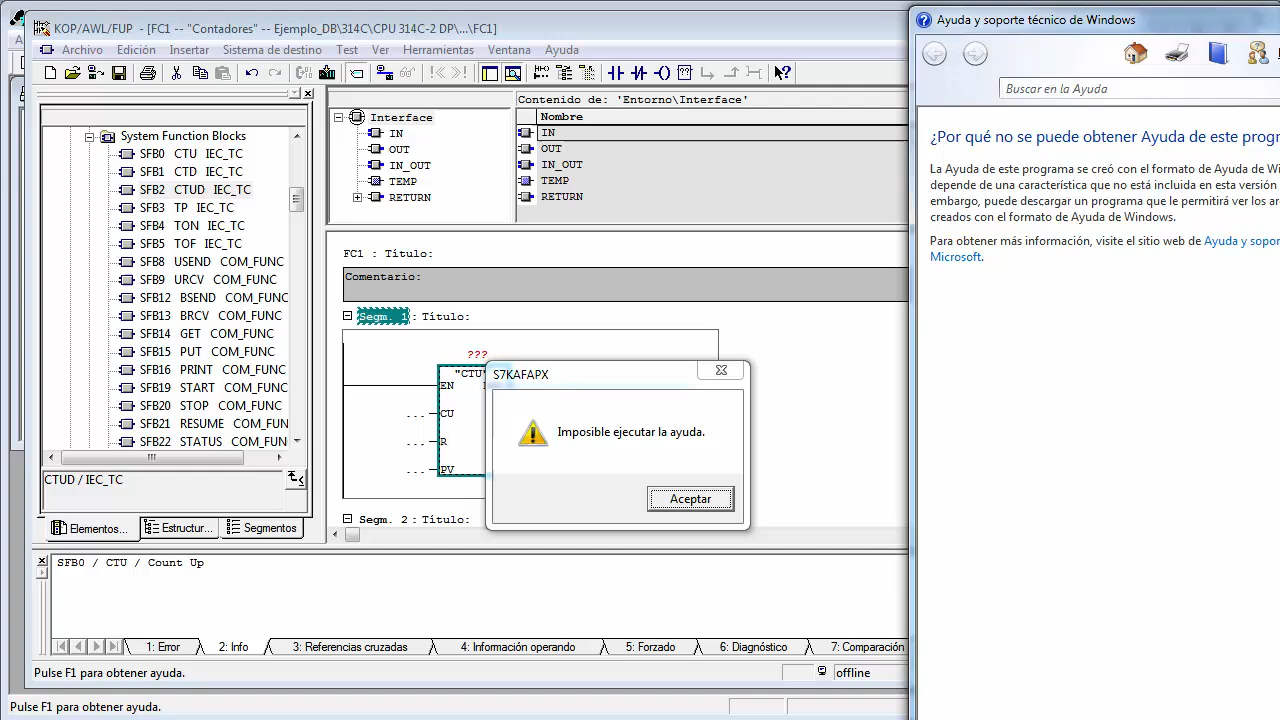 KOP/AWL/FUP - [FC1 -- "Contadores" -- Ejemplo_DB\314C\CPU 314C-2 DP\...\FC1]
Archivo Edición Insertar Sistema de destino Test Ver Herramientas Ventana Ayuda
System Function Blocks
SFB0 CTU IEC_TC
SFB1 CTD IEC_TC
SFB2 CTUD IEC_TC
SFB3 TP IEC_TC
SFB4 TON IEC_TC
SFB5 TOF IEC_TC
SFB8 USEND COM_FUNC
SFB9 URCV COM_FUNC
SFB12 BSEND COM_FUNC
SFB13 BRCV COM_FUNC
SFB14 GET COM_FUNC
SFB15 PUT COM_FUNC
SFB16 PRINT COM_FUNC
SFB19 START COM_FUNC
SFB20 STOP COM_FUNC
SFB21 RESUME COM_FUN
SFB22 STATUS COM_FUN
CTUD / IEC_TC
Elementos... Estructur... Segmentos
Interface
IN
OUT
IN_OUT
TEMP
RETURN
Contenido de: 'Entorno\Interface'
Nombre
IN
OUT
IN_OUT
TEMP
RETURN
FC1 : Título:
Comentario:
Segm. 1 : Título:
???
"CTU"
EN
... CU
... R
... PV
Segm. 2 : Título:
S7KAFAPX
Imposible ejecutar la ayuda.
Aceptar
SFB0 / CTU / Count Up
1: Error 2: Info 3: Referencias cruzadas 4: Información operando 5: Forzado 6: Diagnóstico 7: Comparación
Pulse F1 para obtener ayuda. offline
Pulse F1 para obtener ayuda.
Ayuda y soporte técnico de Windows
Buscar en la Ayuda
¿Por qué no se puede obtener Ayuda de este progr
La Ayuda de este programa se creó con el formato de Ayuda de Wi
depende de una característica que no está incluida en esta versión
embargo, puede descargar un programa que le permitirá ver los ar
creados con el formato de Ayuda de Windows.
Para obtener más información, visite el sitio web de Ayuda y sopor
Microsoft.